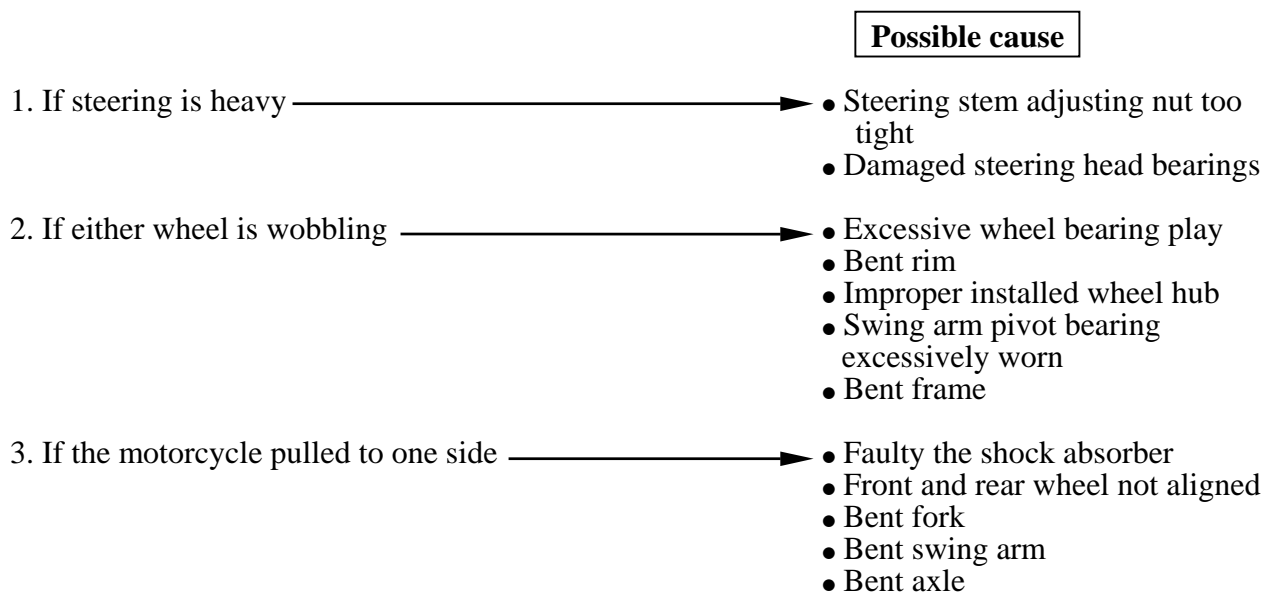 Possible cause
1. If steering is heavy
● Steering stem adjusting nut too
tight
● Damaged steering head bearings
2. If either wheel is wobbling
● Excessive wheel bearing play
● Bent rim
● Improper installed wheel hub
● Swing arm pivot bearing
excessively worn
● Bent frame
3. If the motorcycle pulled to one side
● Faulty the shock absorber
● Front and rear wheel not aligned
● Bent fork
● Bent swing arm
● Bent axle